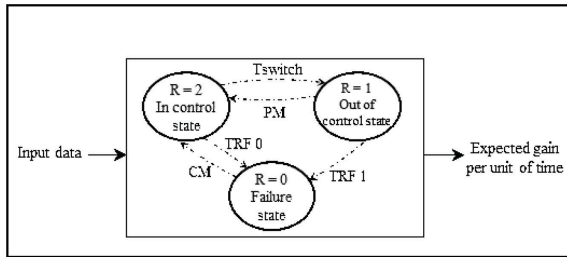 Tswitch
R = 2
In control
state
R = 1
Out of
control state
PM
Input data
TRF 0
CM
R = 0
Failure
state
TRF 1
Expected gain
per unit of time